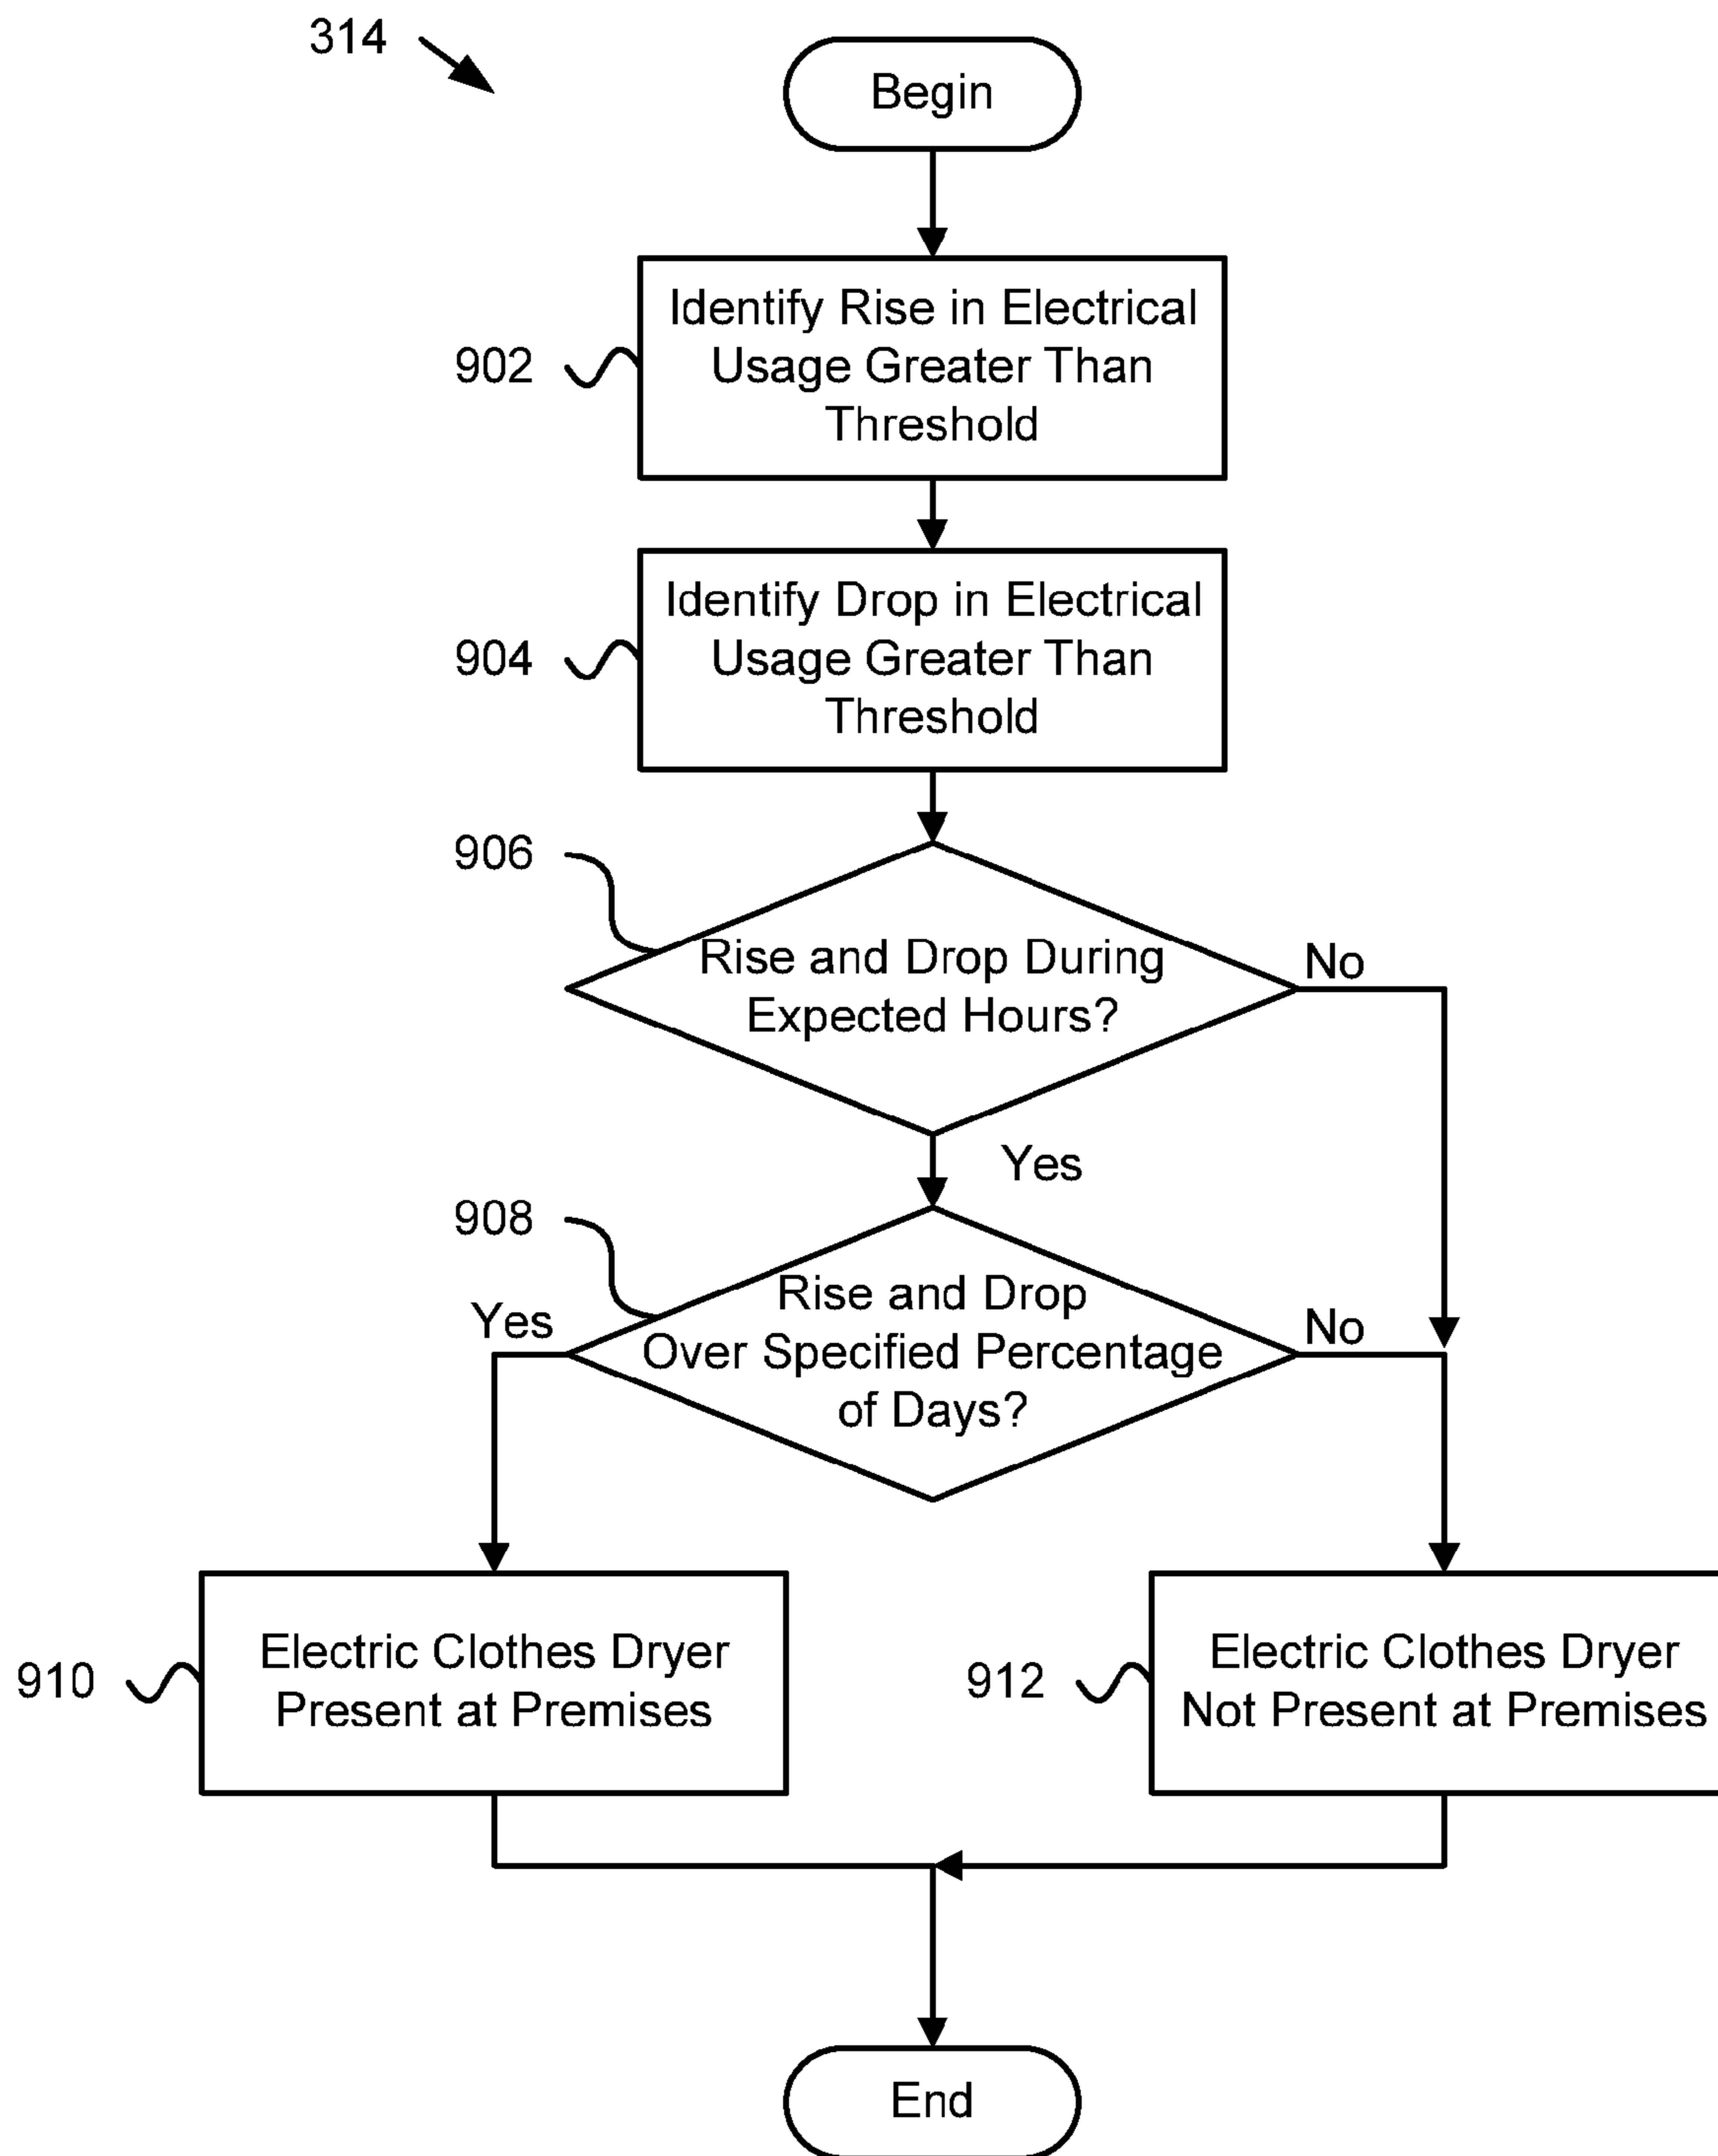 314
Begin
902
Identify Rise in Electrical
Usage Greater Than
Threshold
904
Identify Drop in Electrical
Usage Greater Than
Threshold
906
Rise and Drop During
Expected Hours?
No
Yes
908
Rise and Drop
Over Specified Percentage
of Days?
Yes
No
910
Electric Clothes Dryer
Present at Premises
912
Electric Clothes Dryer
Not Present at Premises
End